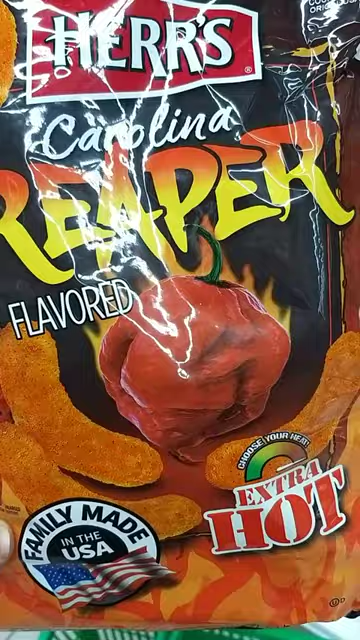 HERR'S
®
Carolina
REAPER
FLAVORED
CHOOSE YOUR HEAT
EXTRA
HOT
FAMILY MADE
IN THE
USA